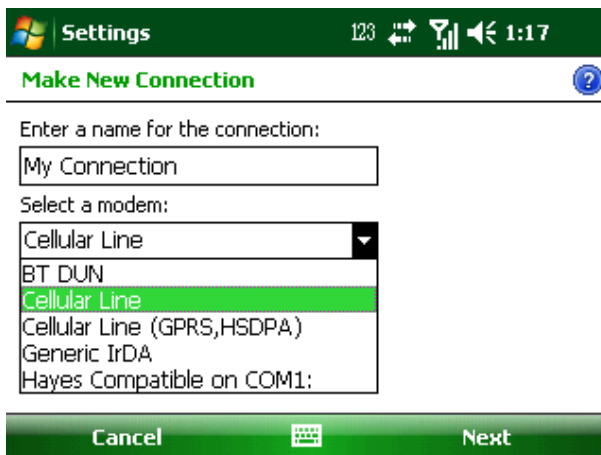 Settings 123 1:17
Make New Connection ?
Enter a name for the connection:
My Connection
Select a modem:
Cellular Line
BT DUN
Cellular Line
Cellular Line (GPRS,HSDPA)
Generic IrDA
Hayes Compatible on COM1:
Cancel Next